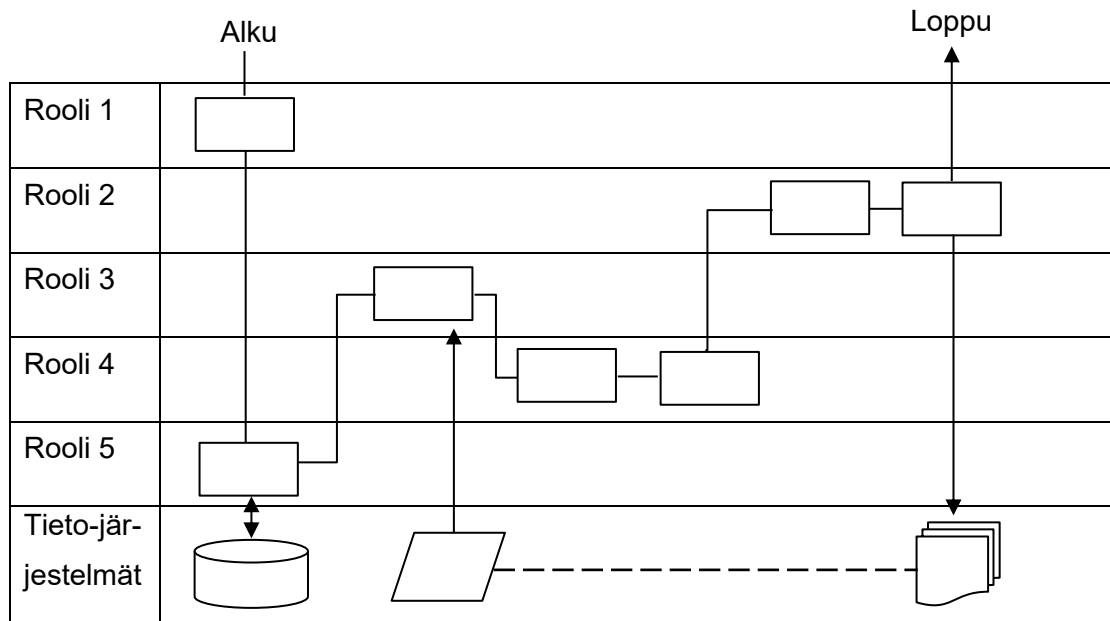 Alku
Loppu
Rooli 1
Rooli 2
Rooli 3
Rooli 4
Rooli 5
Tieto-jär-
jestelmät